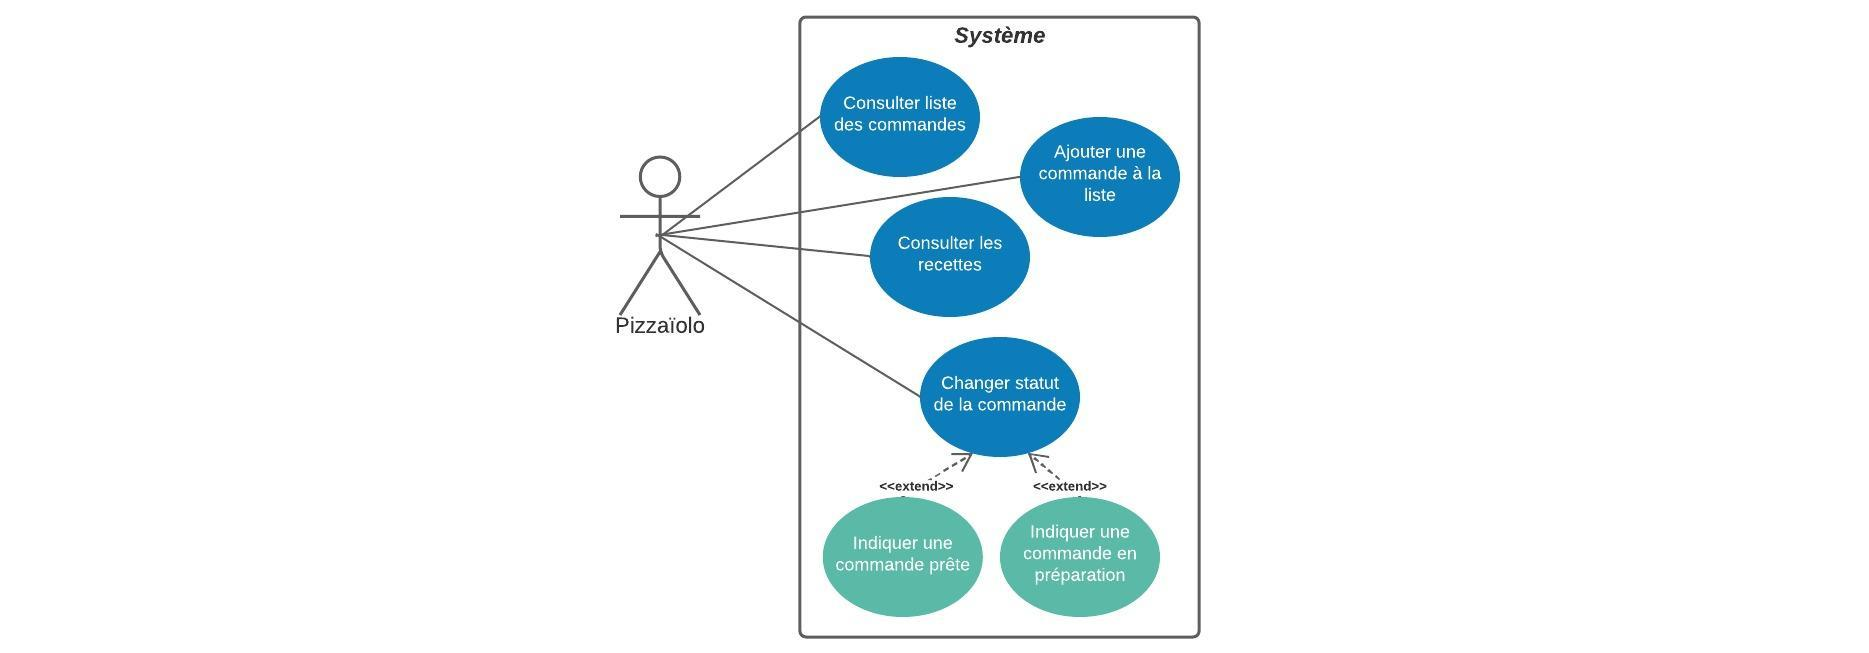 Système
Consulter liste
des commandes
Ajouter une
commande à la
liste
Consulter les
recettes
Pizzaïolo
Changer statut
de la commande
<<extend>>
<<extend>>
Indiquer une
commande prête
Indiquer une
commande en
préparation